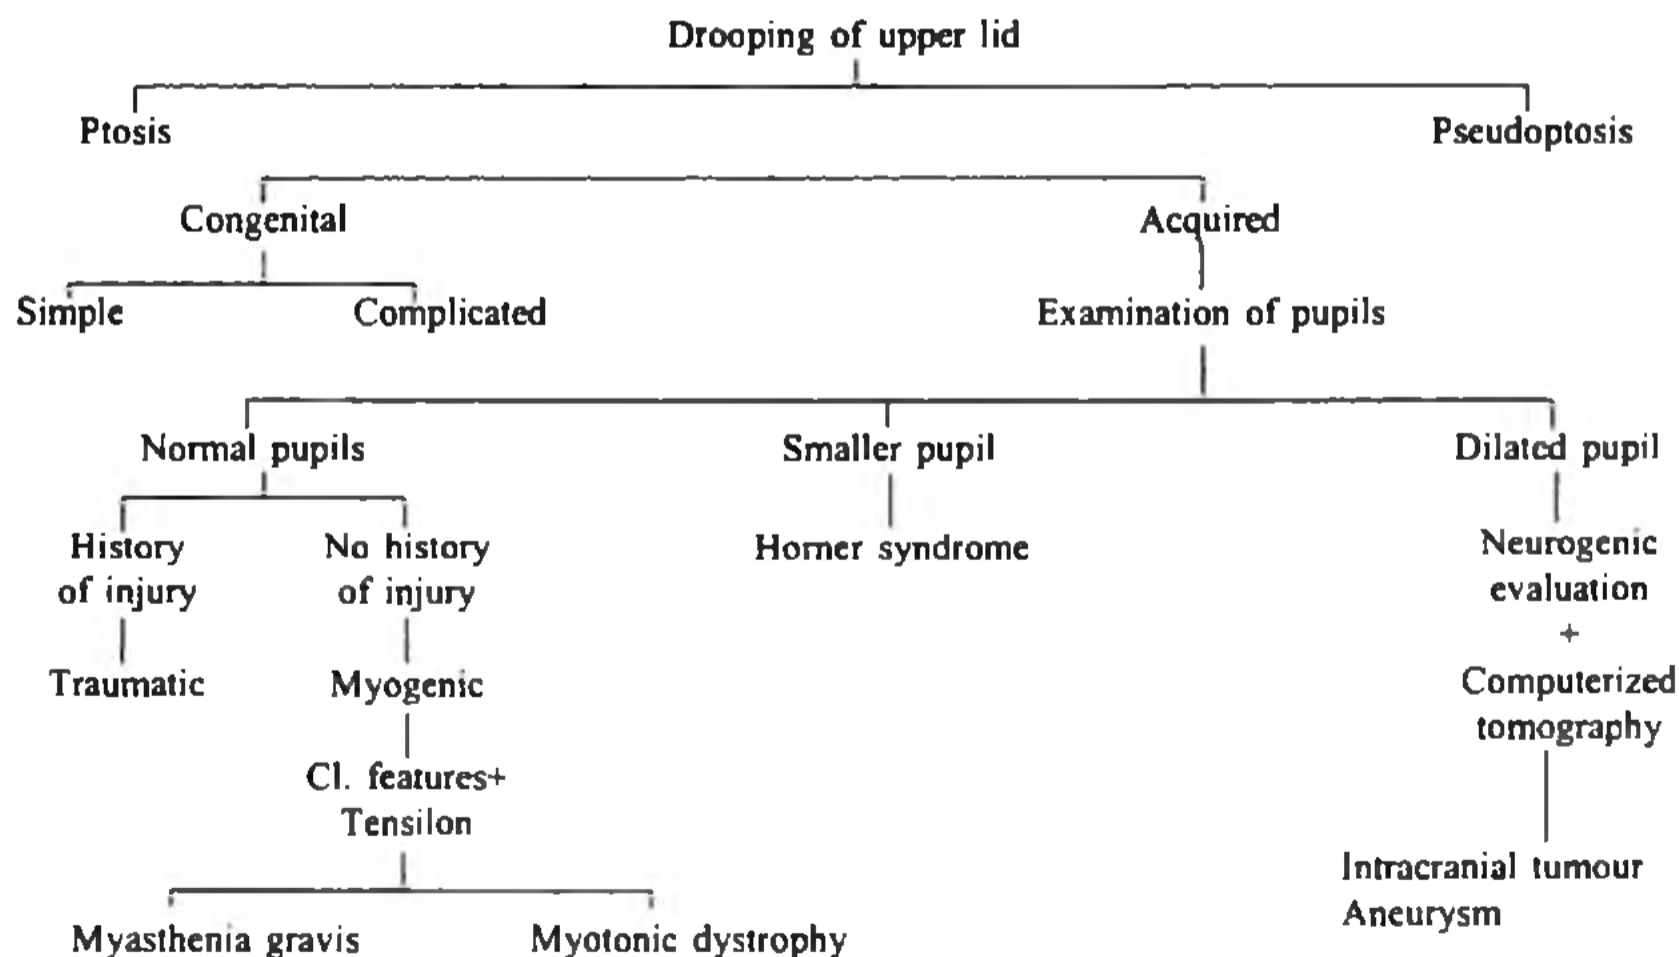 Drooping of upper lid
Ptosis
Pseudoptosis
Congenital
Acquired
Simple
Complicated
Examination of pupils
Normal pupils
Smaller pupil
Dilated pupil
History
of injury
No history
of injury
Horner syndrome
Neurogenic
evaluation
+
Computerized
tomography
Traumatic
Myogenic
Cl. features+
Tensilon
Intracranial tumour
Aneurysm
Myasthenia gravis
Myotonic dystrophy